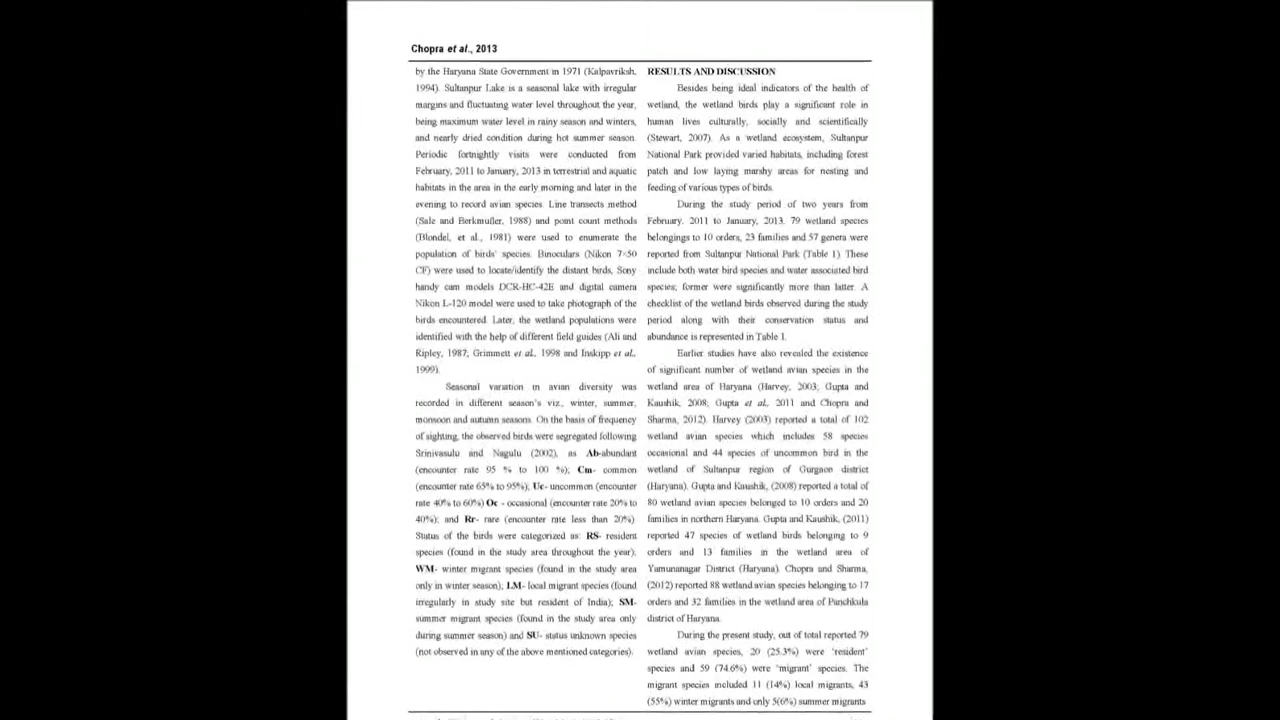 Chopra et al., 2013
by the Haryana State Government in 1971 (Kalpavriksh,
1994). Sultanpur Lake is a seasonal lake with irregular
margins and fluctuating water level throughout the year,
being maximum water level in rainy season and winters,
and nearly dried condition during hot summer season.
Periodic fortnightly visits were conducted from
February, 2011 to January, 2013 in terrestrial and aquatic
habitats in the area in the early morning and later in the
evening to record avian species. Line transects method
(Sale and Berkmuller, 1988) and point count methods
(Blondel, et al., 1981) were used to enumerate the
population of birds' species. Binoculars (Nikon 7×50
CF) were used to locate/identify the distant birds, Sony
handy cam models DCR-HC-42E and digital camera
Nikon L-120 model were used to take photograph of the
birds encountered. Later, the wetland populations were
identified with the help of different field guides (Ali and
Ripley, 1987; Grimmett et al., 1998 and Inskipp et al.,
1999).
Seasonal variation in avian diversity was
recorded in different season's viz., winter, summer,
monsoon and autumn seasons. On the basis of frequency
of sighting, the observed birds were segregated following
Srinivasulu and Nagulu (2002), as Ab-abundant
(encounter rate 95 % to 100 %); Cm- common
(encounter rate 65% to 95%); Uc- uncommon (encounter
rate 40% to 60%) Oc - occasional (encounter rate 20% to
40%); and Rr- rare (encounter rate less than 20%)
Status of the birds were categorized as: RS- resident
species (found in the study area throughout the year);
WM- winter migrant species (found in the study area
only in winter season); LM- local migrant species (found
irregularly in study site but resident of India); SM-
summer migrant species (found in the study area only
during summer season) and SU- status unknown species
(not observed in any of the above mentioned categories).
RESULTS AND DISCUSSION
Besides being ideal indicators of the health of
wetland, the wetland birds play a significant role in
human lives culturally, socially and scientifically
(Stewart, 2007). As a wetland ecosystem, Sultanpur
National Park provided varied habitats, including forest
patch and low laying marshy areas for nesting and
feeding of various types of birds.
During the study period of two years from
February, 2011 to January, 2013, 79 wetland species
belongings to 10 orders, 23 families and 57 genera were
reported from Sultanpur National Park (Table 1). These
include both water bird species and water associated bird
species; former were significantly more than latter. A
checklist of the wetland birds observed during the study
period along with their conservation status and
abundance is represented in Table 1.
Earlier studies have also revealed the existence
of significant number of wetland avian species in the
wetland area of Haryana (Harvey, 2003; Gupta and
Kaushik, 2008; Gupta et al., 2011 and Chopra and
Sharma, 2012). Harvey (2003) reported a total of 102
wetland avian species which includes 58 species
occasional and 44 species of uncommon bird in the
wetland of Sultanpur region of Gurgaon district
(Haryana). Gupta and Kaushik, (2008) reported a total of
80 wetland avian species belonged to 10 orders and 20
families in northern Haryana. Gupta and Kaushik, (2011)
reported 47 species of wetland birds belonging to 9
orders and 13 families in the wetland area of
Yamunanagar District (Haryana). Chopra and Sharma,
(2012) reported 88 wetland avian species belonging to 17
orders and 32 families in the wetland area of Panchkula
district of Haryana.
During the present study, out of total reported 79
wetland avian species, 20 (25.3%) were 'resident'
species and 59 (74.6%) were 'migrant' species. The
migrant species included 11 (14%) local migrants, 43
(55%) winter migrants and only 5(6%) summer migrants